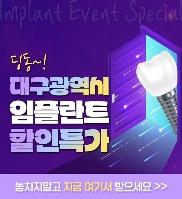 Implant Event Special
딩동~!
대구광역시
임플란트
할인특가
놓치지말고 지금 여기서 받으세요 >>